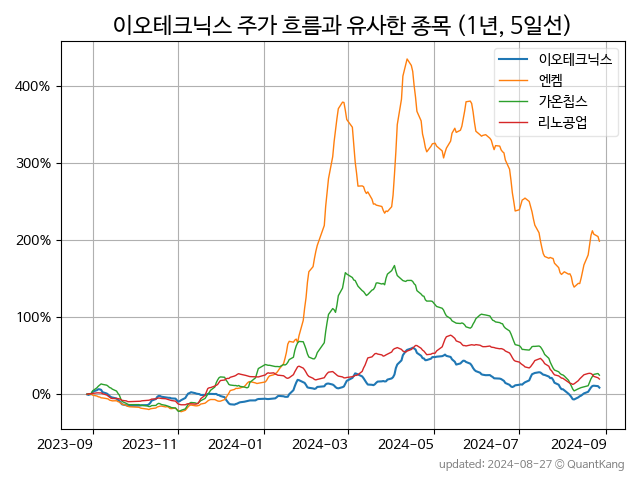 이오테크닉스 주가 흐름과 유사한 종목 (1년, 5일선)
이오테크닉스
엔켐
가온칩스
리노공업
400%
300%
200%
100%
0%
2023-09
2023-11
2024-01
2024-03
2024-05
2024-07
2024-09
updated: 2024-08-27 © QuantKang